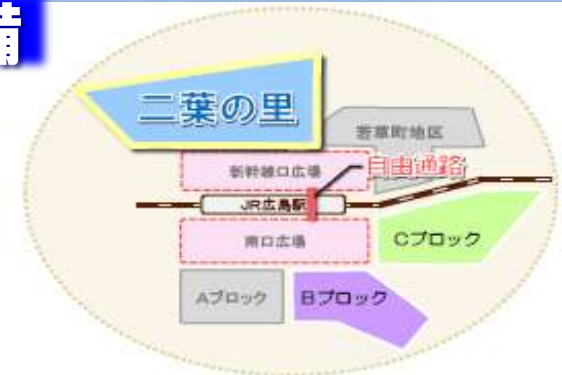 備
二葉の里
若草町地区
新幹線口広場
自由通路
JR広島駅
南口広場
Cブロック
Aブロック
Bブロック